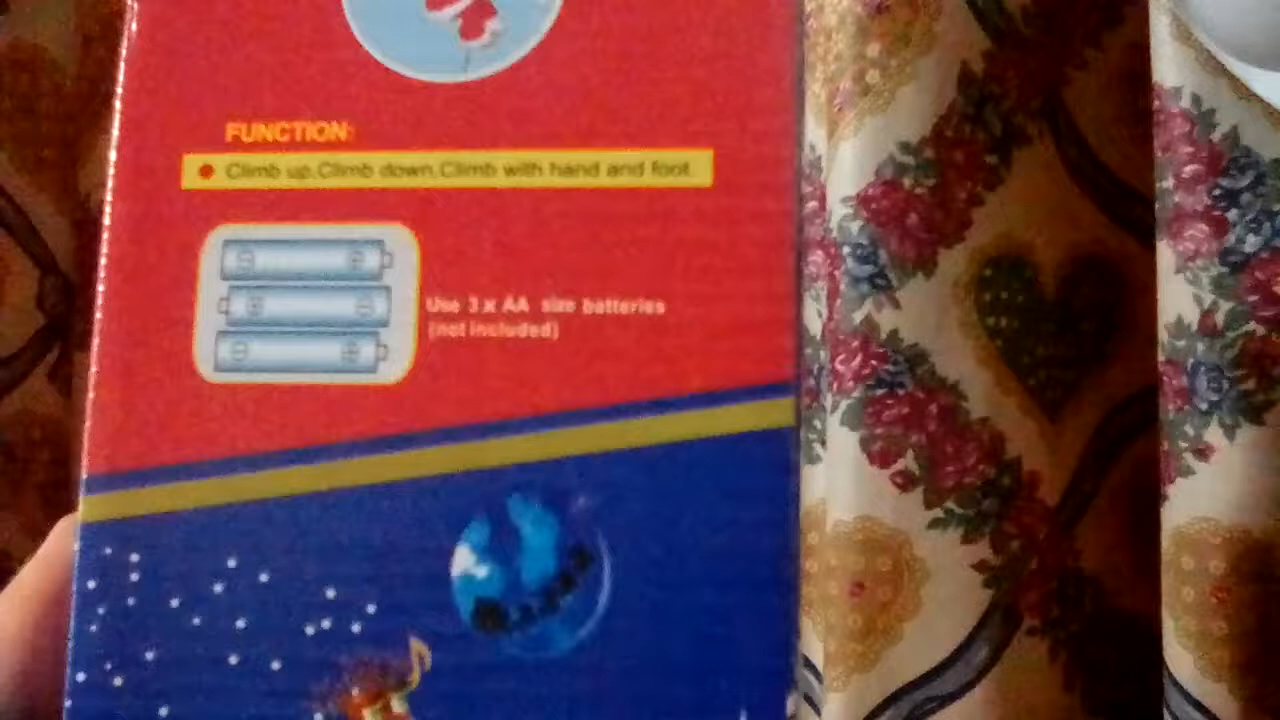 FUNCTION:
Climb up,Climb down,Climb with hand and foot.
Use 3 x AA size batteries
(not included)